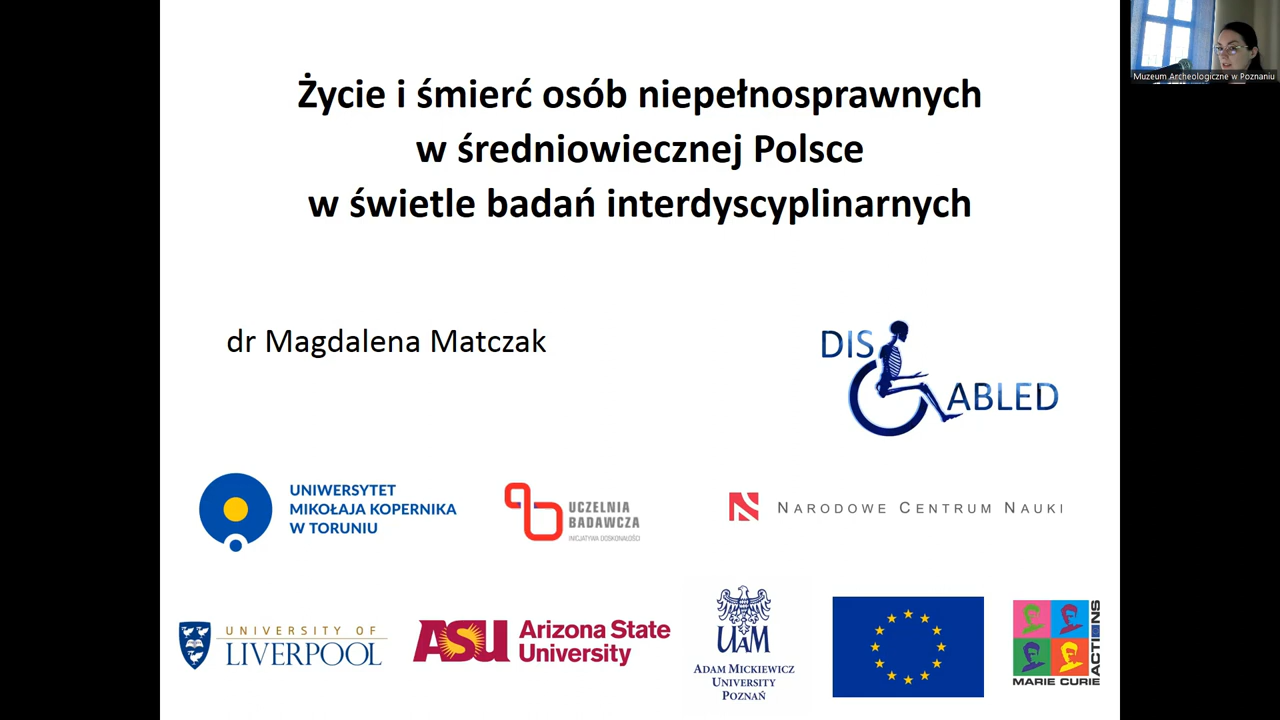 Życie i śmierć osób niepełnosprawnych
w średniowiecznej Polsce
w świetle badań interdyscyplinarnych
Muzeum Archeologiczne w Poznaniu
dr Magdalena Matczak
DIS
ABLED
UNIWERSYTET
MIKOŁAJA KOPERNIKA
W TORUNIU
UCZELNIA
BADAWCZA
INICJATYWA DOSKONAŁOŚCI
NARODOWE CENTRUM NAUKI
UNIVERSITY OF
LIVERPOOL
ASU Arizona State
University
UAM
ADAM MICKIEWICZ
UNIVERSITY
POZNAŃ
MARIE CURIE
ACTIONS